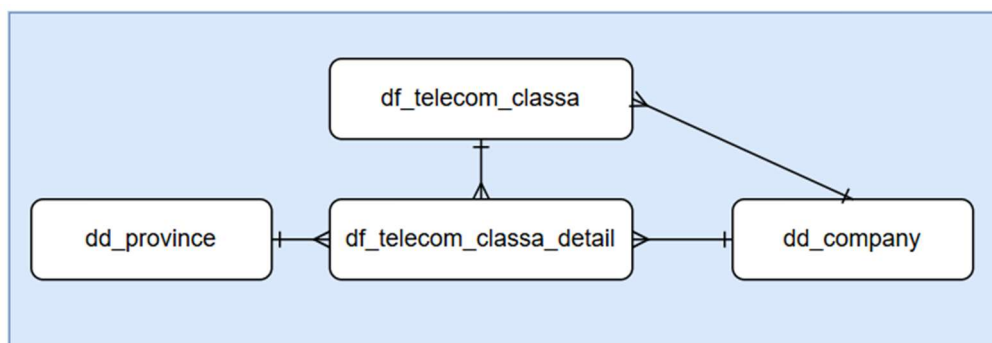 df_telecom_classa
dd_province
df_telecom_classa_detail
dd_company